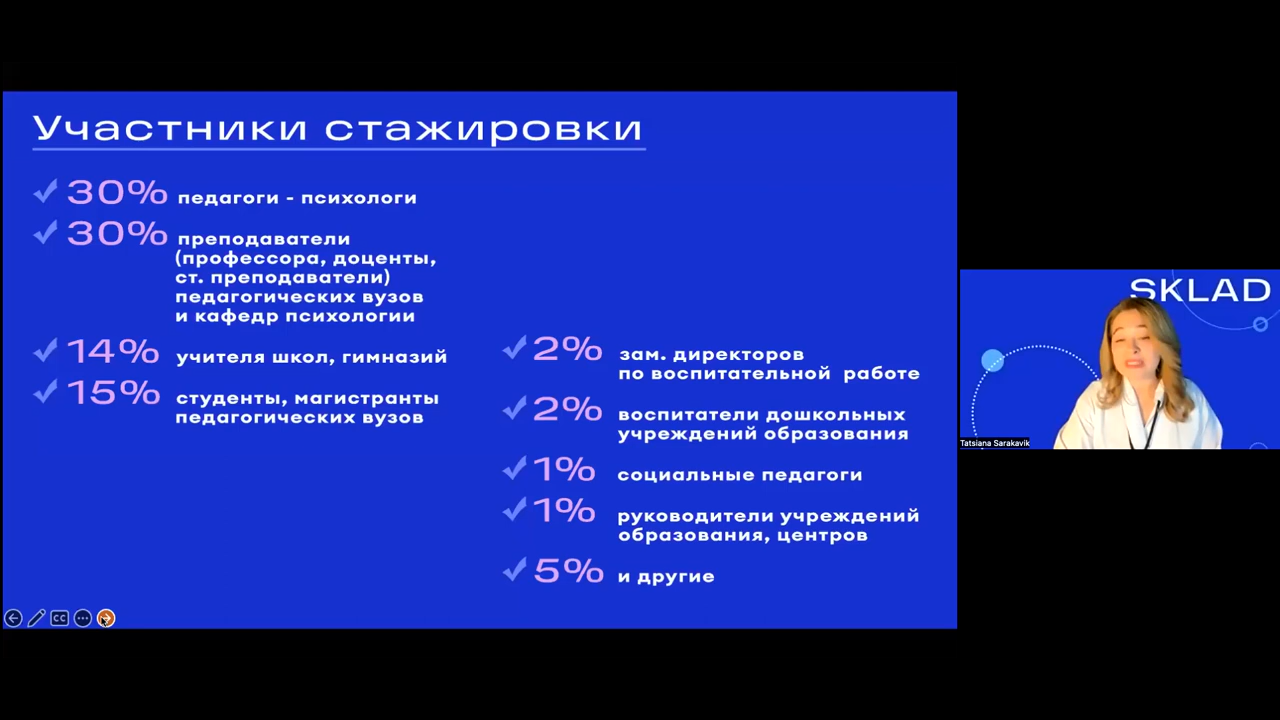 Участники стажировки
30% педагоги - психологи
30% преподаватели
(профессора, доценты,
ст. преподаватели)
педагогических вузов
и кафедр психологии
14% учителя школ, гимназий
15% студенты, магистранты
педагогических вузов
2% зам. директоров
по воспитательной работе
2% воспитатели дошкольных
учреждений образования
1% социальные педагоги
1% руководители учреждений
образования, центров
5% и другие
CC
SKLAD
Tatsiana Sarakavik